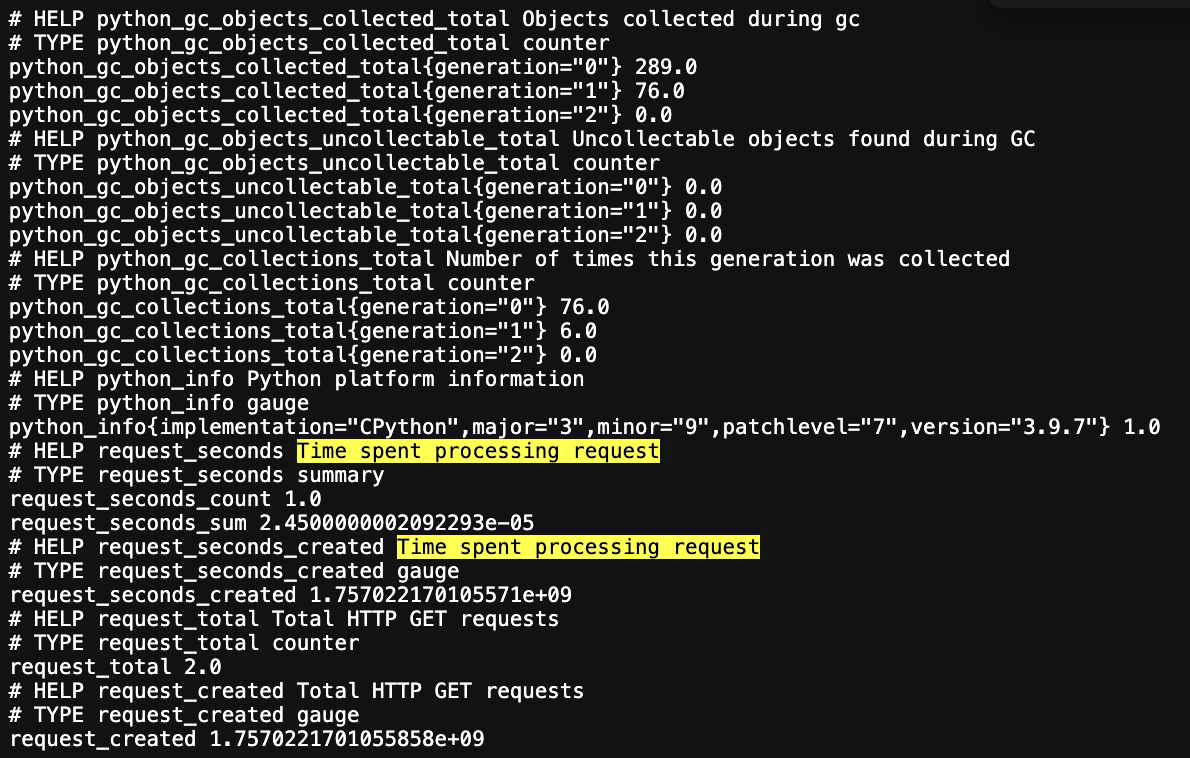 # HELP python_gc_objects_collected_total Objects collected during gc
# TYPE python_gc_objects_collected_total counter
python_gc_objects_collected_total{generation="0"} 289.0
python_gc_objects_collected_total{generation="1"} 76.0
python_gc_objects_collected_total{generation="2"} 0.0
# HELP python_gc_objects_uncollectable_total Uncollectable objects found during GC
# TYPE python_gc_objects_uncollectable_total counter
python_gc_objects_uncollectable_total{generation="0"} 0.0
python_gc_objects_uncollectable_total{generation="1"} 0.0
python_gc_objects_uncollectable_total{generation="2"} 0.0
# HELP python_gc_collections_total Number of times this generation was collected
# TYPE python_gc_collections_total counter
python_gc_collections_total{generation="0"} 76.0
python_gc_collections_total{generation="1"} 6.0
python_gc_collections_total{generation="2"} 0.0
# HELP python_info Python platform information
# TYPE python_info gauge
python_info{implementation="CPython",major="3",minor="9",patchlevel="7",version="3.9.7"} 1.0
# HELP request_seconds Time spent processing request
# TYPE request_seconds summary
request_seconds_count 1.0
request_seconds_sum 2.4500000002092293e-05
# HELP request_seconds_created Time spent processing request
# TYPE request_seconds_created gauge
request_seconds_created 1.757022170105571e+09
# HELP request_total Total HTTP GET requests
# TYPE request_total counter
request_total 2.0
# HELP request_created Total HTTP GET requests
# TYPE request_created gauge
request_created 1.7570221701055858e+09